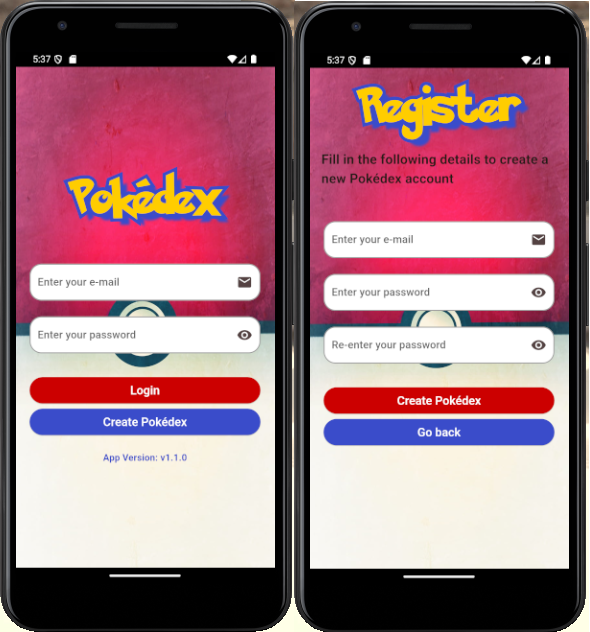 5:37
Pokédex
Enter your e-mail
Enter your password
Login
Create Pokédex
App Version: v1.1.0
5:37
Register
Fill in the following details to create a
new Pokédex account
Enter your e-mail
Enter your password
Re-enter your password
Create Pokédex
Go back